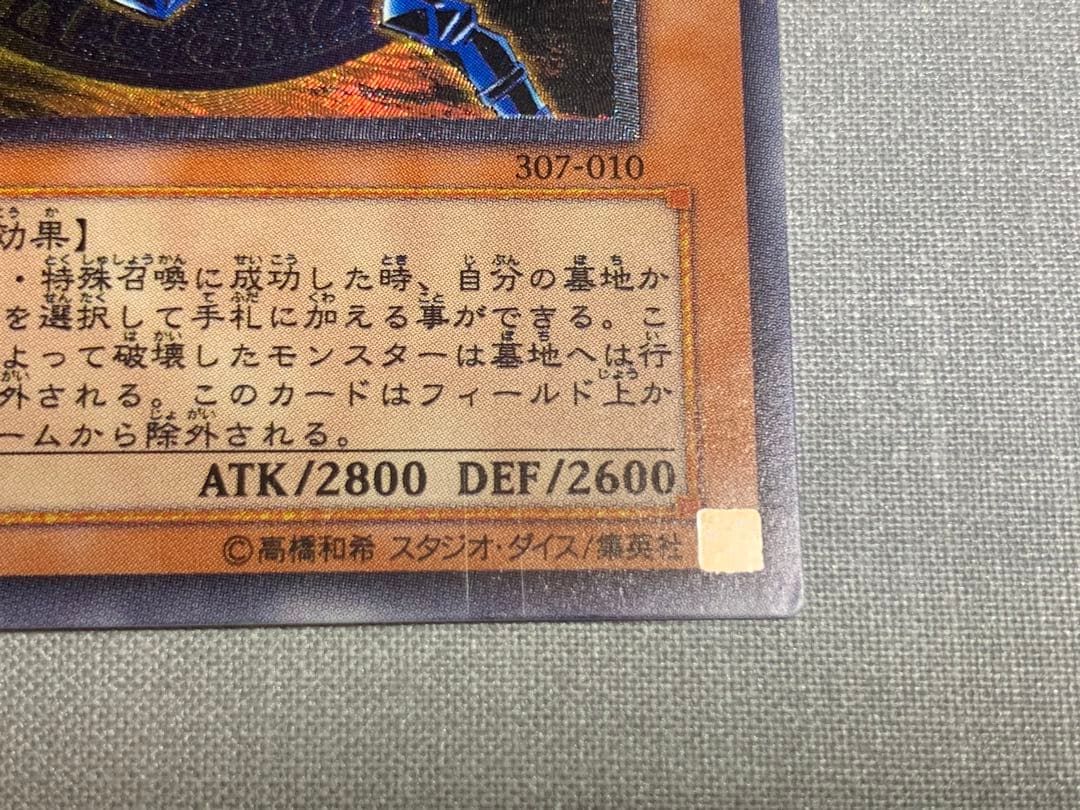 307-010
効果】
・特殊召喚に成功した時、自分の墓地か
を選択して手札に加える事ができる。こ
よって破壊したモンスターは墓地へは行
外される。このカードはフィールド上か
ームから除外される。
ATK/2800 DEF/2600
©高橋和希 スタジオ・ダイス/集英社